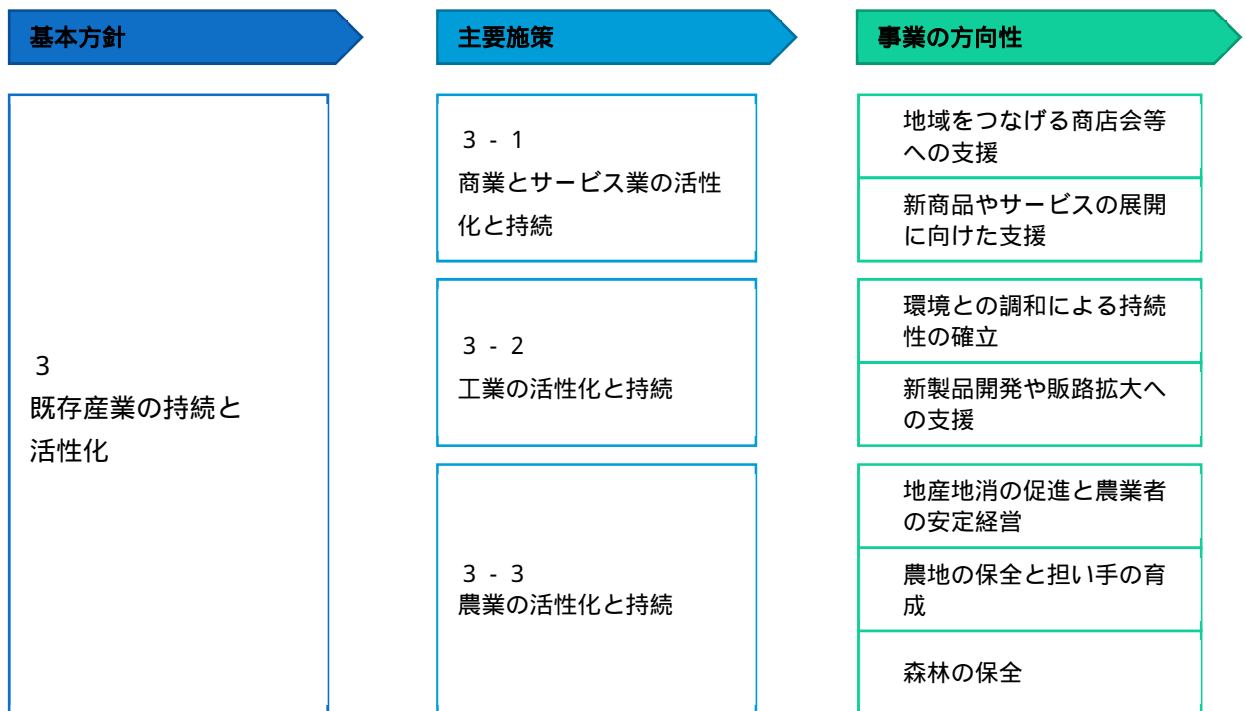 基本方針
主要施策
事業の方向性
3
既存産業の持続と
活性化
3 - 1
商業とサービス業の活性
化と持続
地域をつなげる商店会等
への支援
新商品やサービスの展開
に向けた支援
3 - 2
工業の活性化と持続
環境との調和による持続
性の確立
新製品開発や販路拡大へ
の支援
3 - 3
農業の活性化と持続
地産地消の促進と農業者
の安定経営
農地の保全と担い手の育
成
森林の保全